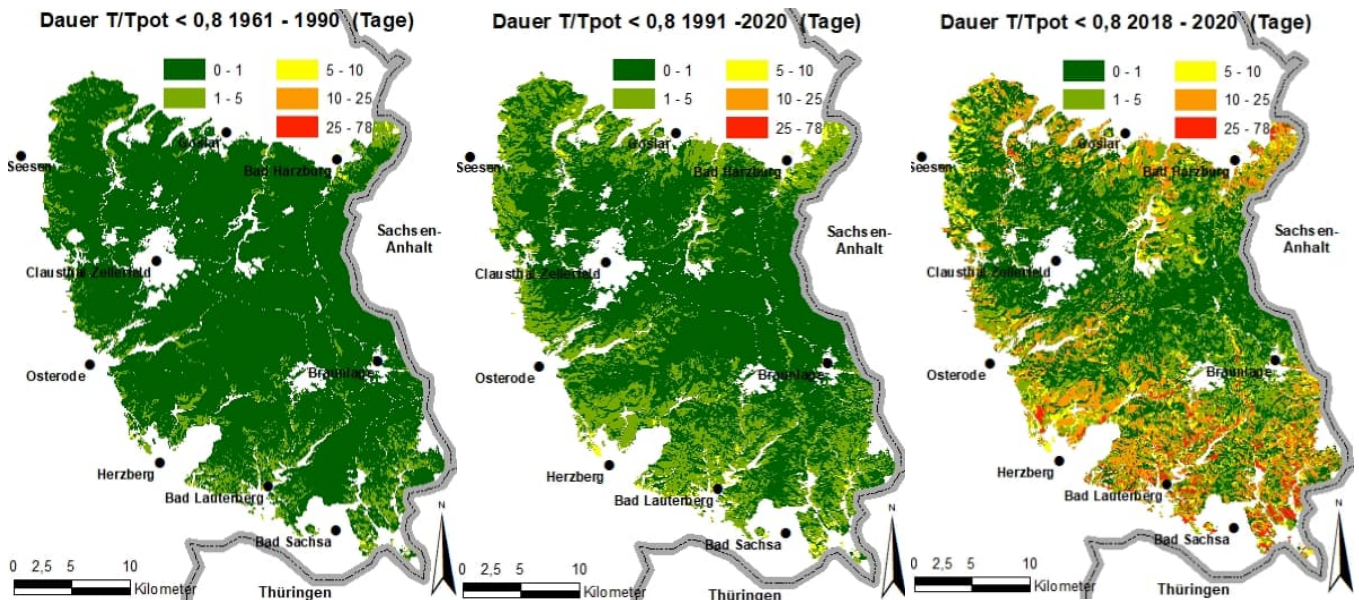 Dauer T/Tpot < 0,8 1961 - 1990 (Tage)
0 - 1
5 - 10
1 - 5
10 - 25
25 - 78
Goslar
Seesen
Bad Harzburg
Sachsen-
Anhalt
Clausthal Zellerfeld
Osterode
Braunlage
Herzberg
Bad Lauterberg
Bad Sachsa
N
0 2,5 5 10
Kilometer
Thüringen
Dauer T/Tpot < 0,8 1991 -2020 (Tage)
0 - 1
5 - 10
1 - 5
10 - 25
25 - 78
Goslar
Seesen
Bad Harzburg
Sachsen-
Anhalt
Clausthal Zellerfeld
Osterode
Braunlage
Herzberg
Bad Lauterberg
Bad Sachsa
N
0 2,5 5 10
Kilometer
Thüringen
Dauer T/Tpot < 0,8 2018 - 2020 (Tage)
0 - 1
5 - 10
1 - 5
10 - 25
25 - 78
Goslar
Seesen
Bad Harzburg
Sachsen-
Anhalt
Clausthal Zellerfeld
Osterode
Braunlage
Herzberg
Bad Lauterberg
Bad Sachsa
N
0 2,5 5 10
Kilometer
Thüringen